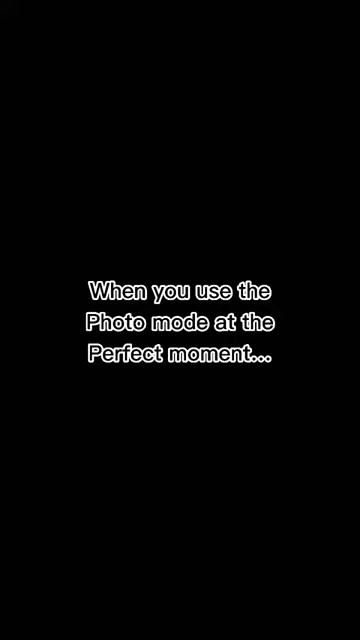 When you use the
Photo mode at the
Perfect moment...